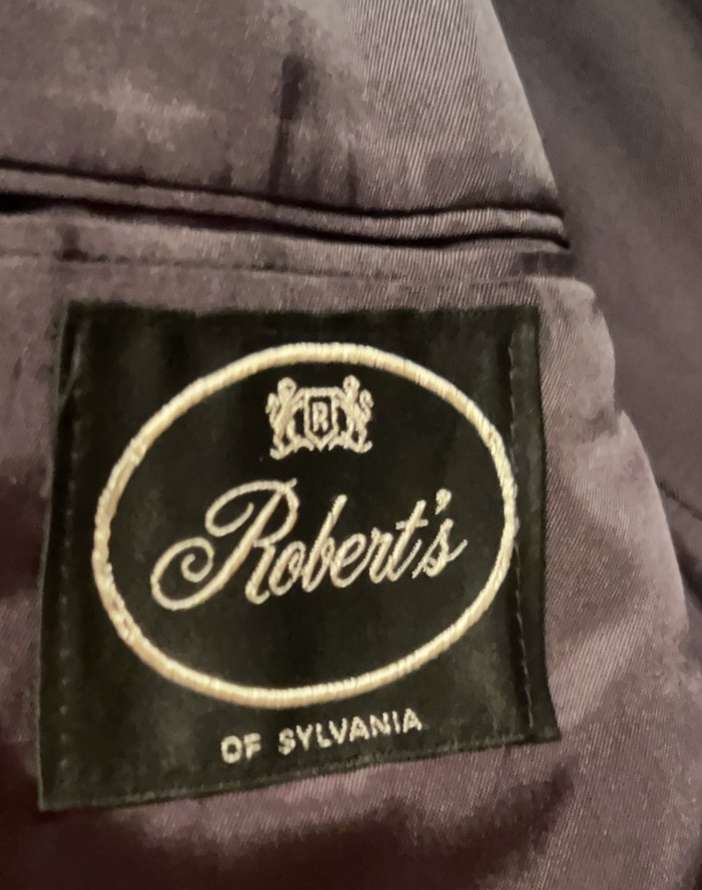 R
Robert's
OF SYLVANIA